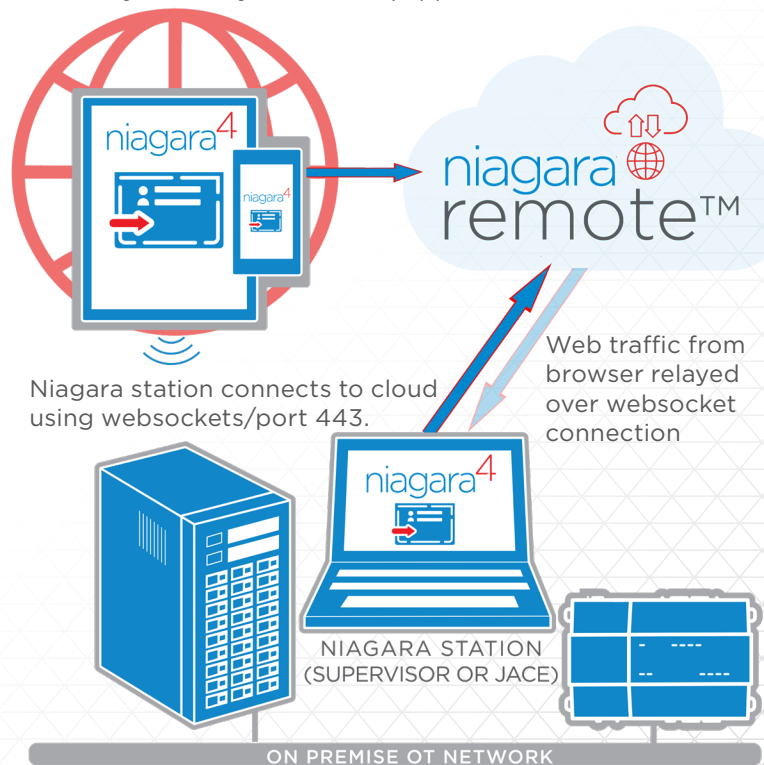 niagara4
niagara4
niagara
remote™
Web traffic from
browser relayed
over websocket
connection
Niagara station connects to cloud
using websockets/port 443.
niagara4
NIAGARA STATION
(SUPERVISOR OR JACE)
ON PREMISE OT NETWORK